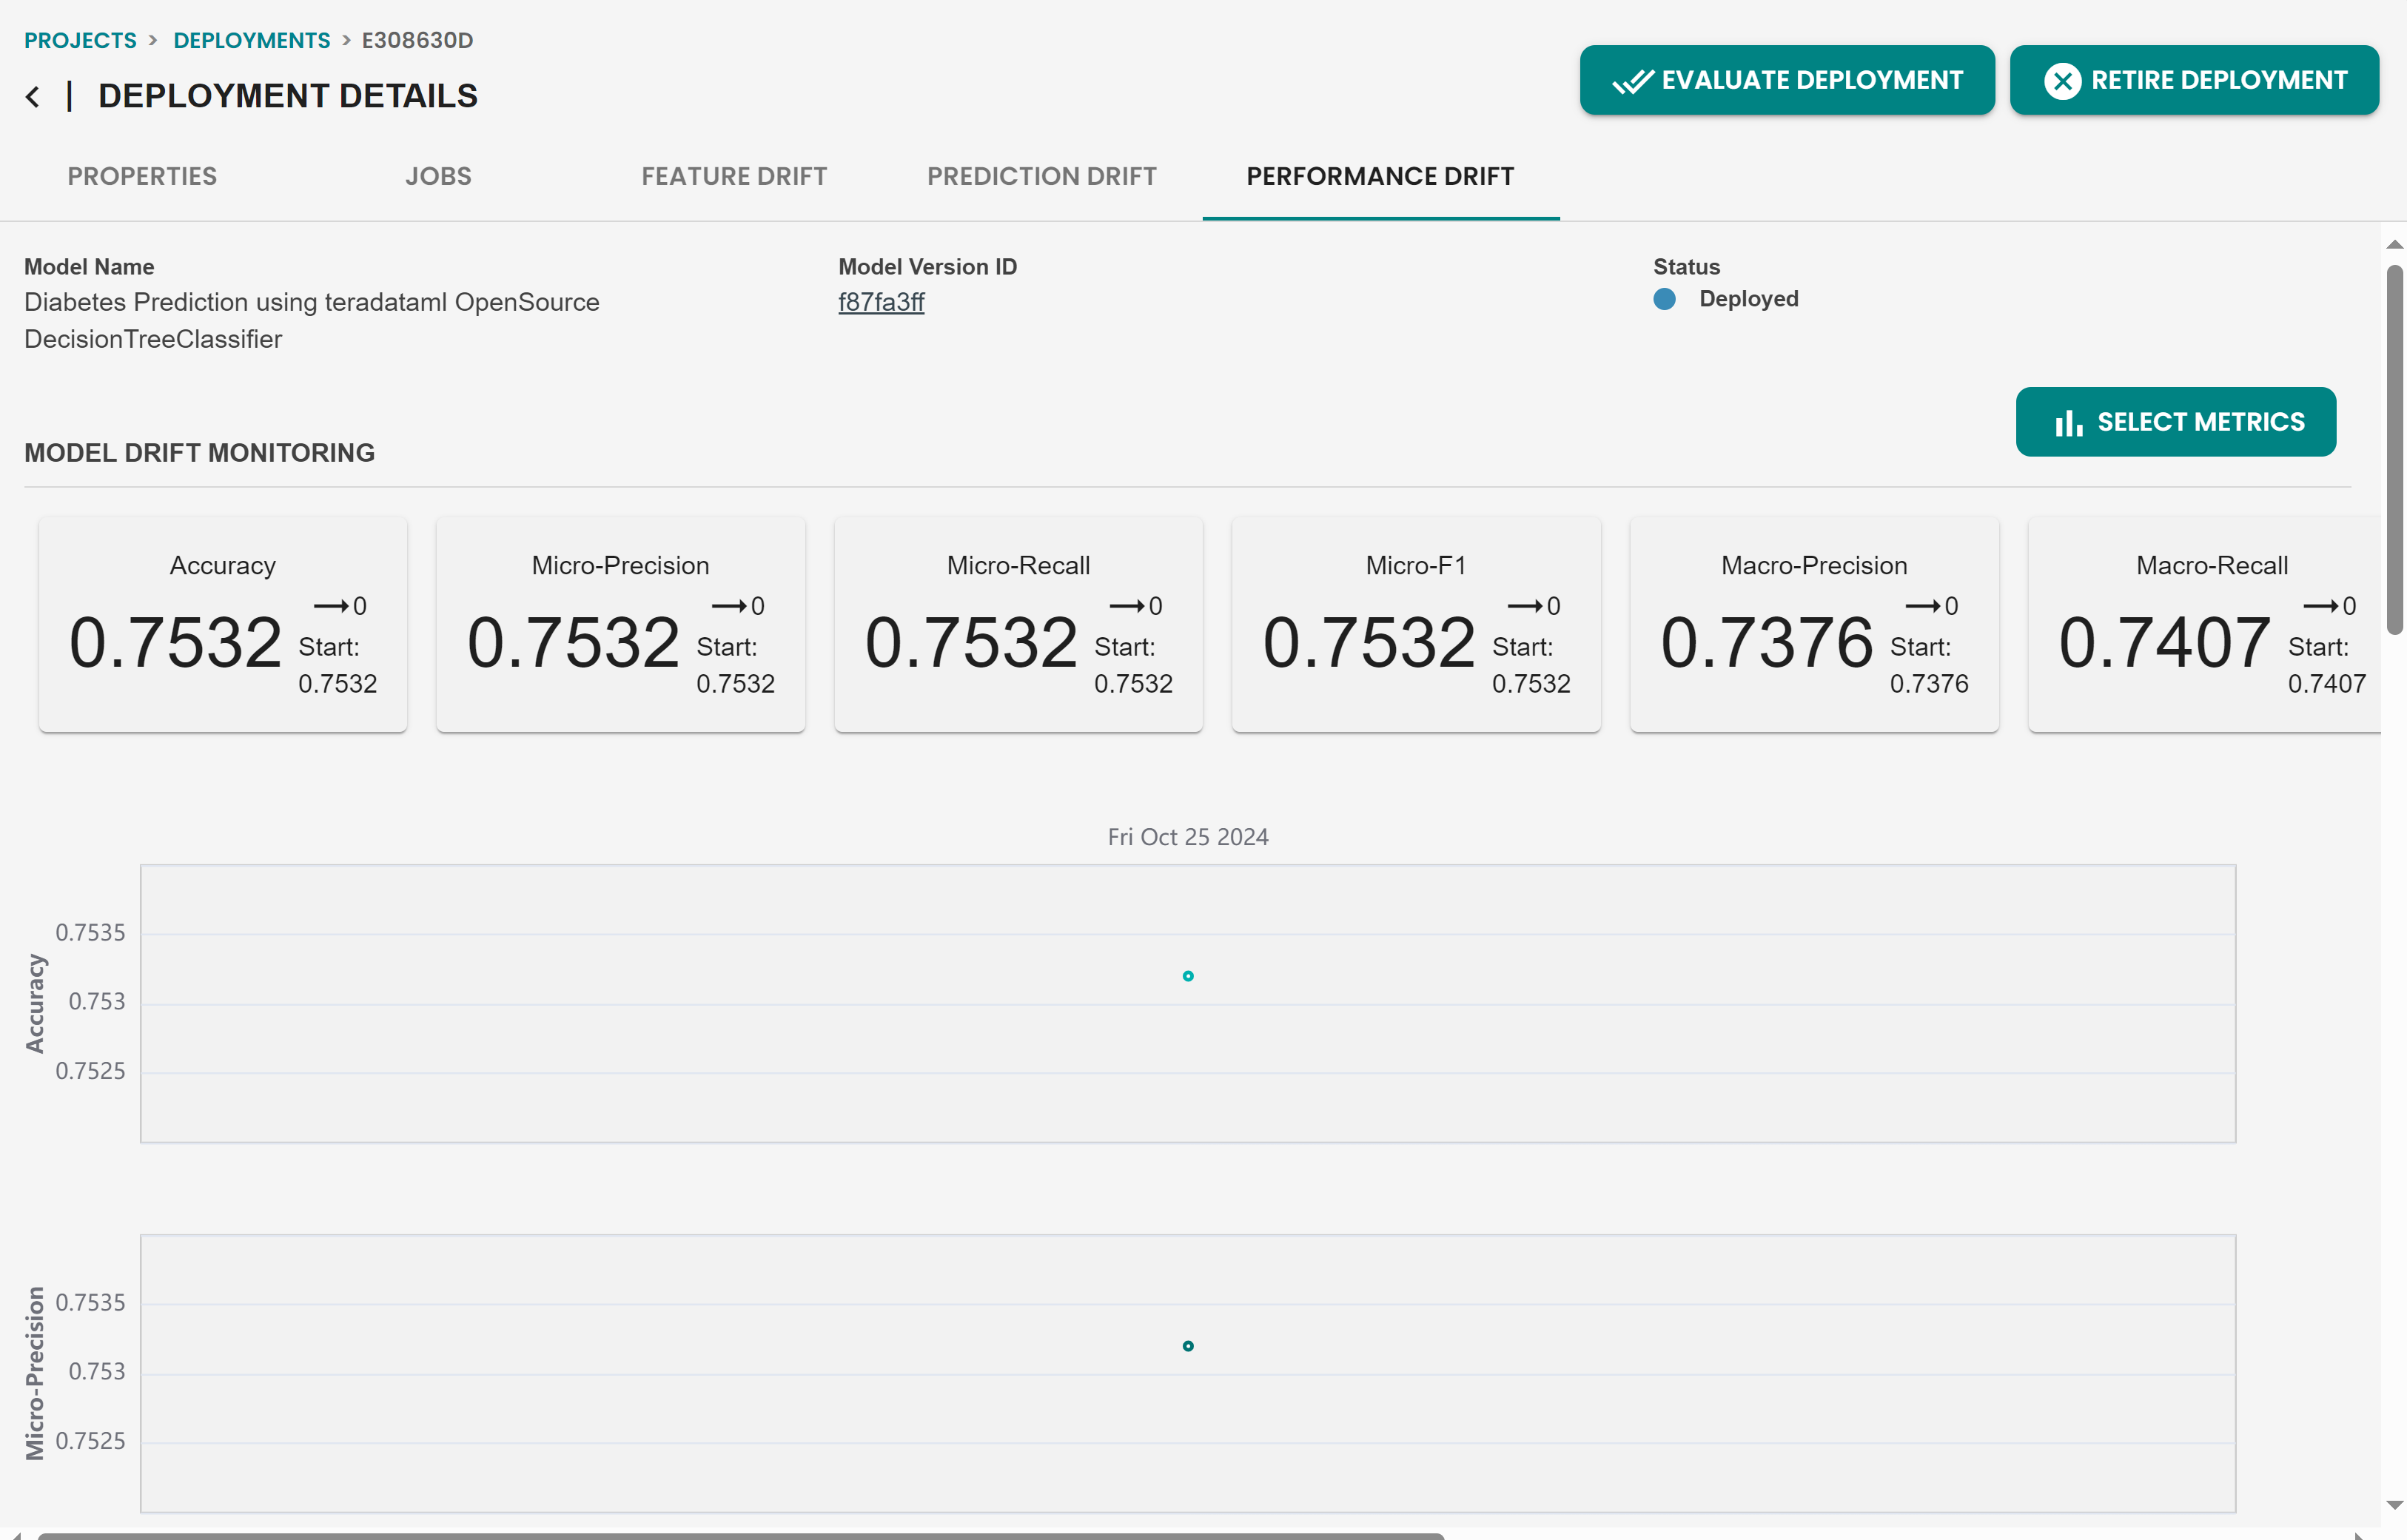 PROJECTS > DEPLOYMENTS > E308630D
DEPLOYMENT DETAILS
EVALUATE DEPLOYMENT
RETIRE DEPLOYMENT
PROPERTIES
JOBS
FEATURE DRIFT
PREDICTION DRIFT
PERFORMANCE DRIFT
Model Name
Diabetes Prediction using teradataml OpenSource
DecisionTreeClassifier
Model Version ID
f87fa3ff
Status
Deployed
SELECT METRICS
MODEL DRIFT MONITORING
Accuracy
0.7532
0
Start:
0.7532
Micro-Precision
0.7532
0
Start:
0.7532
Micro-Recall
0.7532
0
Start:
0.7532
Micro-F1
0.7532
0
Start:
0.7532
Macro-Precision
0.7376
0
Start:
0.7376
Macro-Recall
0.7407
0
Start:
0.7407
Fri Oct 25 2024
Accuracy
0.7535
0.753
0.7525
Micro-Precision
0.7535
0.753
0.7525